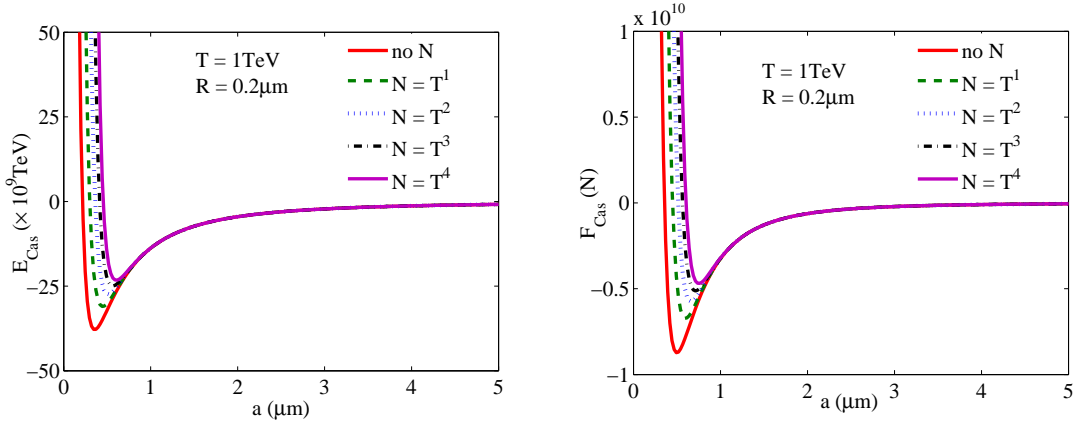 50
25
0
−25
−50
E_Cas (× 10^9TeV)
T = 1TeV
R = 0.2μm
no N
N = T^1
N = T^2
N = T^3
N = T^4
0 1 2 3 4 5
a (μm)
1 x 10^10
0.5
0
−0.5
−1
F_Cas (N)
T = 1TeV
R = 0.2μm
no N
N = T^1
N = T^2
N = T^3
N = T^4
0 1 2 3 4 5
a (μm)